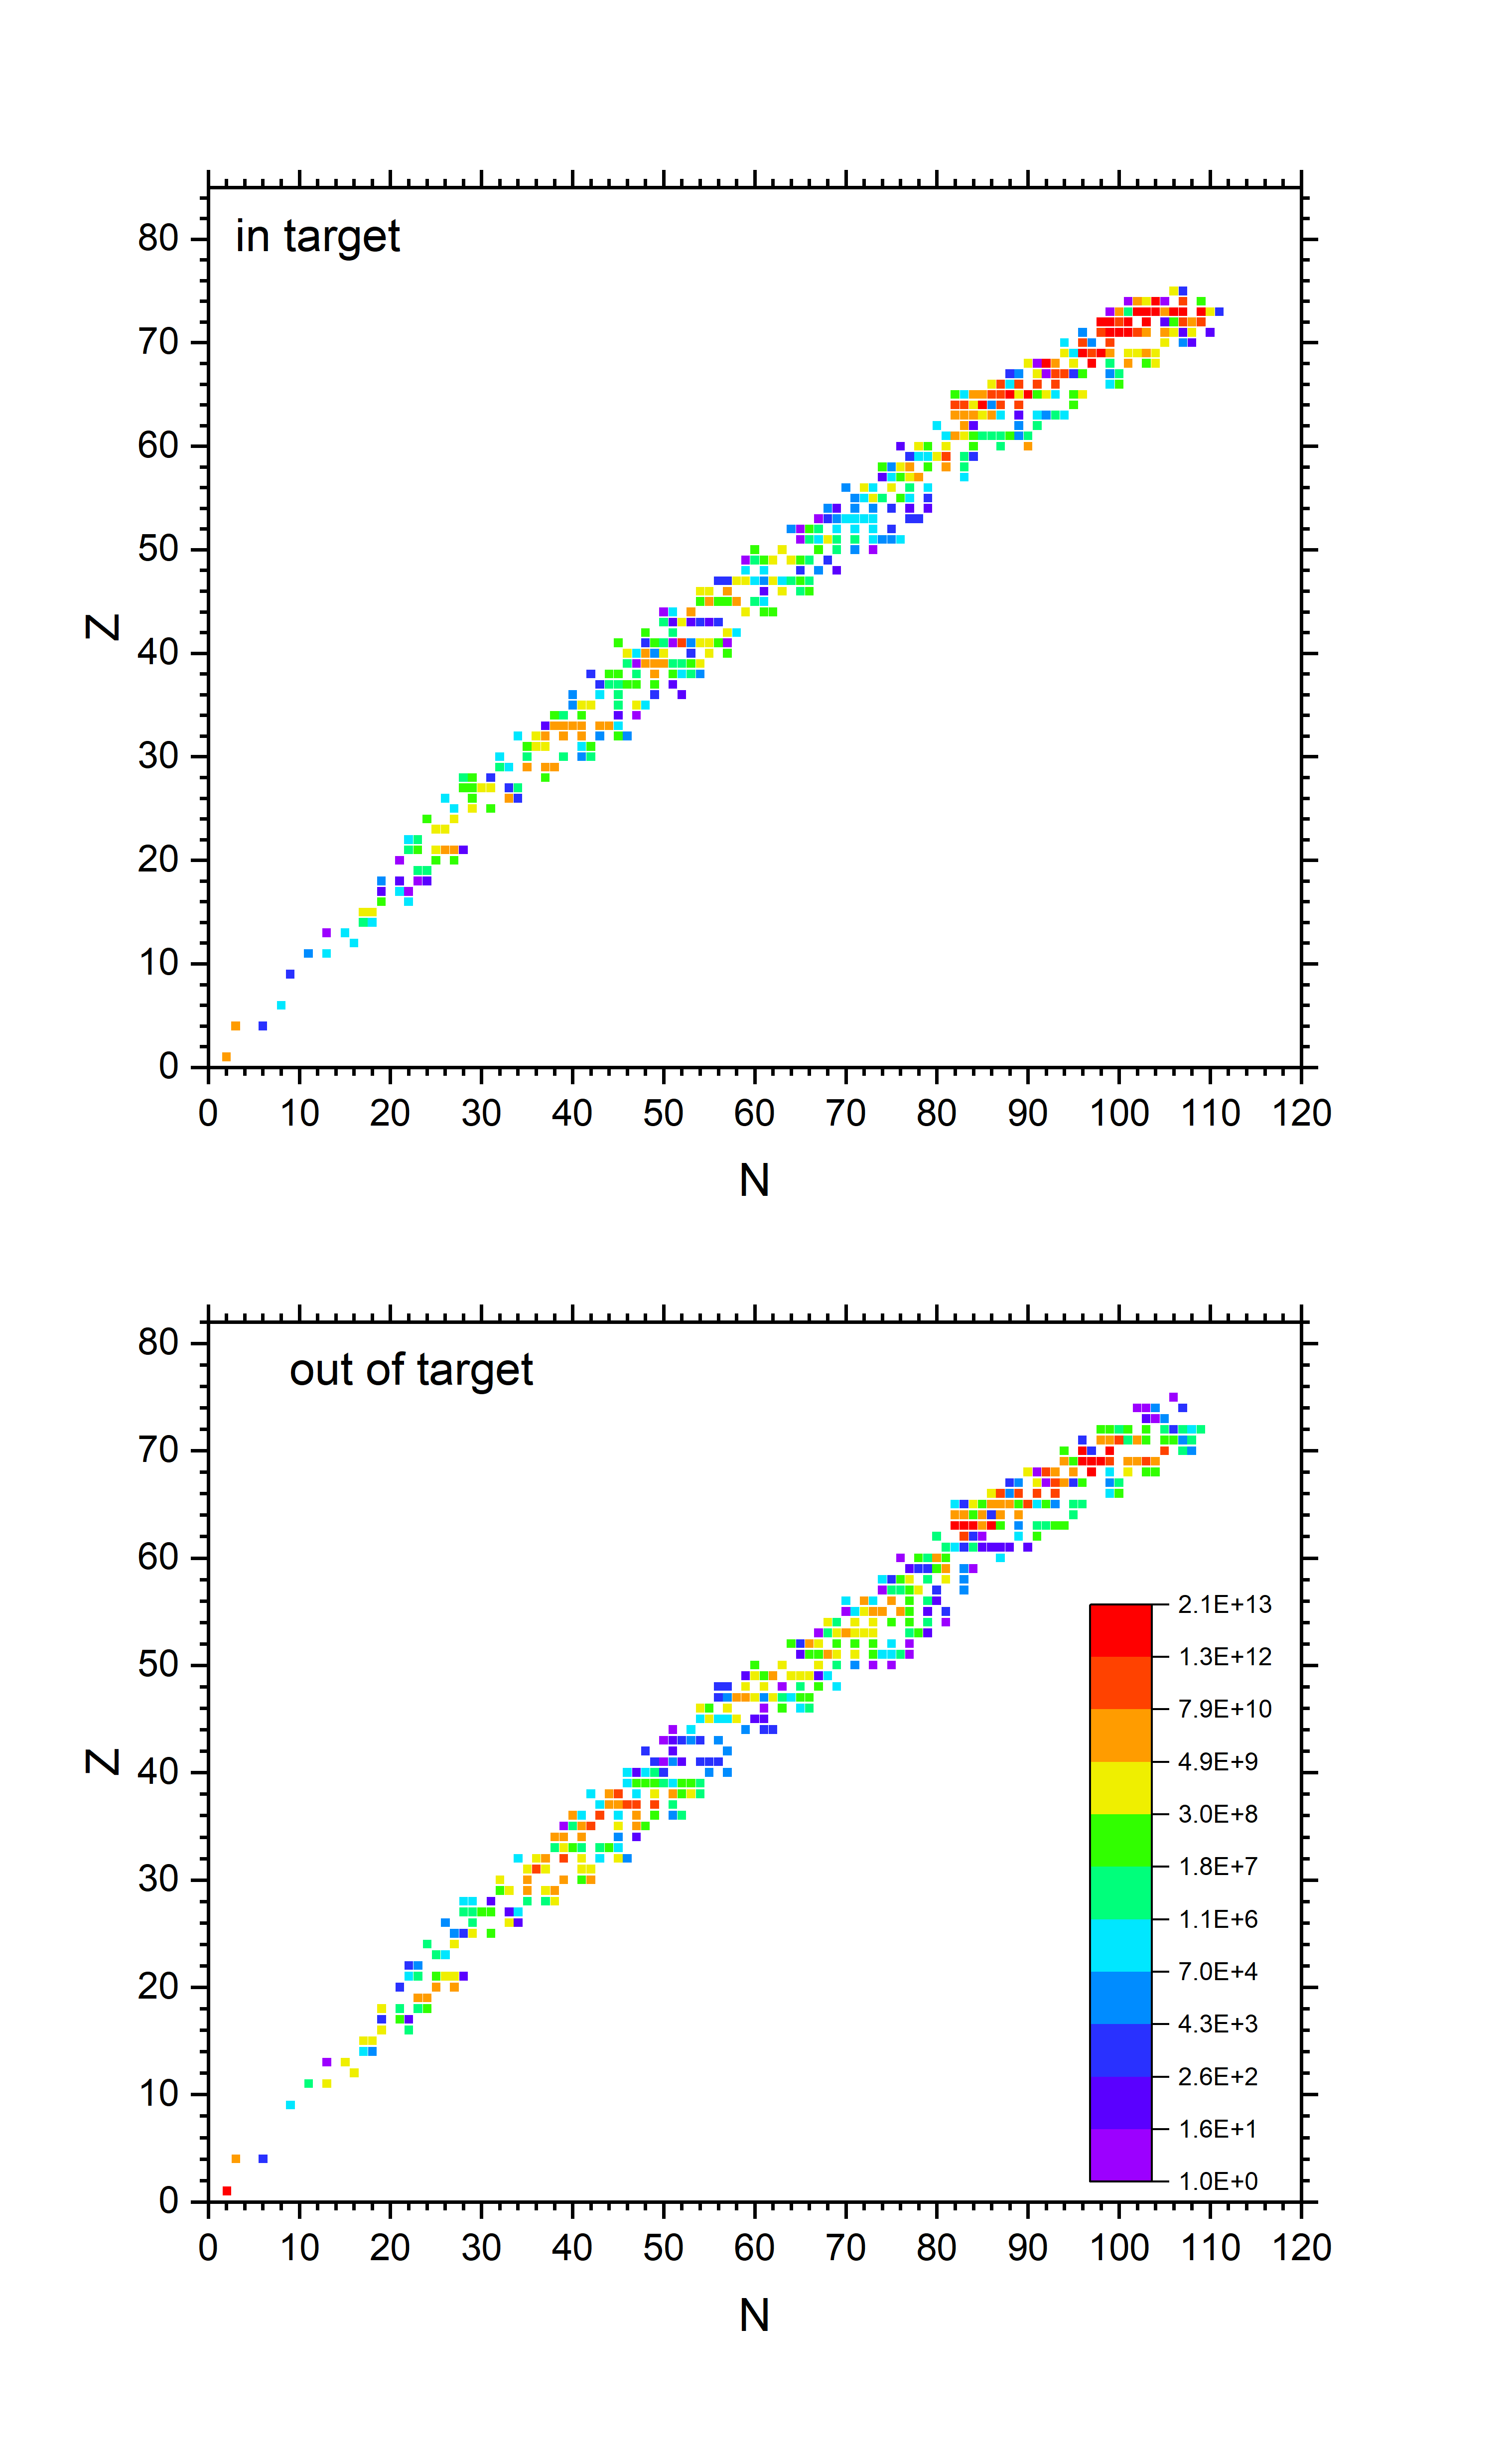 in target
80
70
60
50
40
30
20
10
0
Z
0 10 20 30 40 50 60 70 80 90 100 110 120
N
out of target
80
70
60
50
40
30
20
10
0
Z
2.1E+13
1.3E+12
7.9E+10
4.9E+9
3.0E+8
1.8E+7
1.1E+6
7.0E+4
4.3E+3
2.6E+2
1.6E+1
1.0E+0
0 10 20 30 40 50 60 70 80 90 100 110 120
N